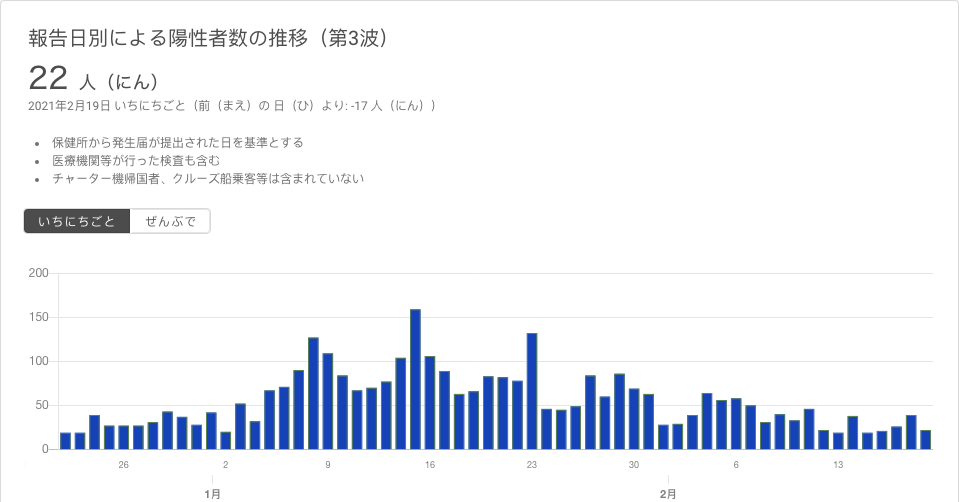 報告日別による陽性者数の推移（第3波）
22 人（にん）
2021年2月19日 いちにちごと（前（まえ）の 日（ひ）より: -17 人（にん））
保健所から発生届が提出された日を基準とする
医療機関等が行った検査も含む
チャーター機帰国者、クルーズ船乗客等は含まれていない
いちにちごと ぜんぶで
200
150
100
50
0
26 2 9 16 23 30 6 13
1月 2月